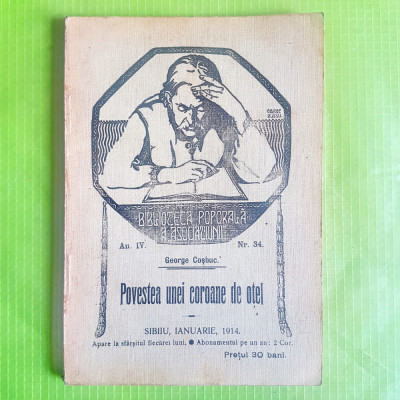 BIBLIOTECA POPORALĂ
A ASOCIAȚIUNII
An. IV. Nr. 34.
George Coșbuc.
Povestea unei coroane de oțel
SIBIIU, IANUARIE, 1914.
Apare la sfârșitul fiecărei luni. ● Abonamentul pe un an: 2 Cor.
Prețul 30 bani.